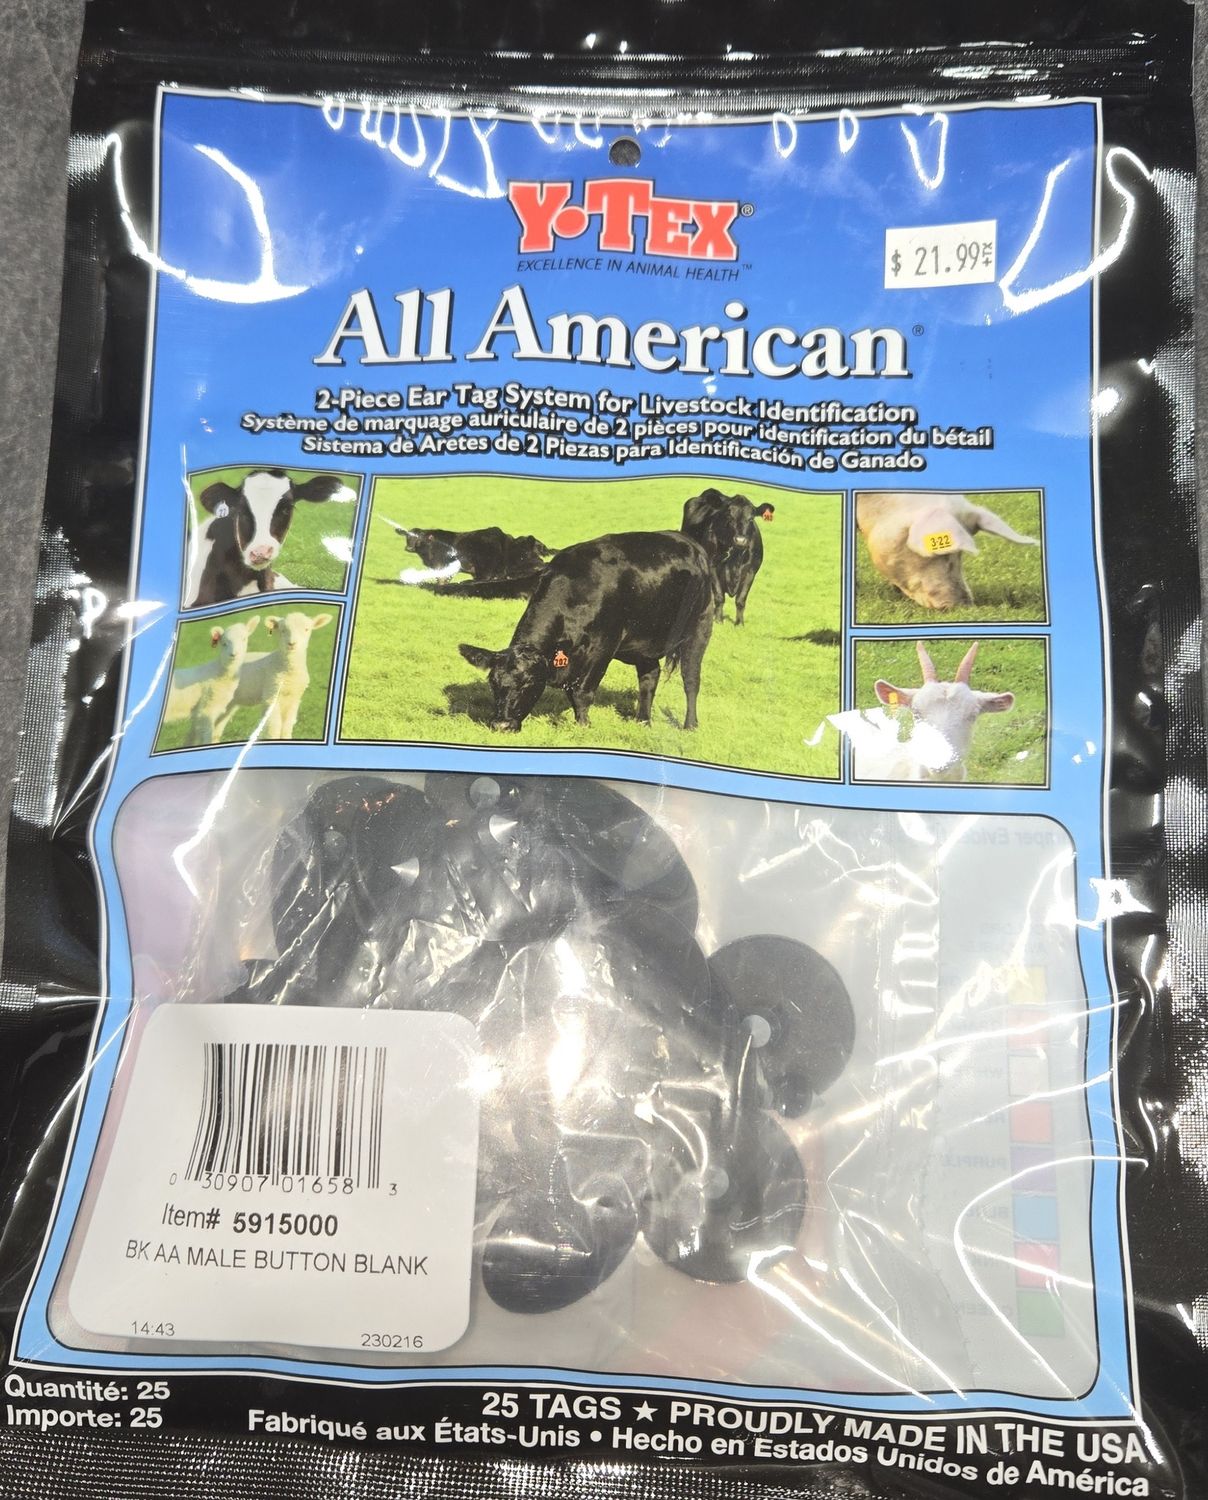 Y•TEX®
EXCELLENCE IN ANIMAL HEALTH™
$ 21.99
All American®
2-Piece Ear Tag System for Livestock Identification
Système de marquage auriculaire de 2 pièces pour identification du bétail
Sistema de Aretes de 2 Piezas para Identificación de Ganado
3-22
0 30907 01658 3
Item# 5915000
BK AA MALE BUTTON BLANK
14:43 230216
Quantité: 25
Importe: 25
25 TAGS ★ PROUDLY MADE IN THE USA
Fabriqué aux États-Unis • Hecho en Estados Unidos de América